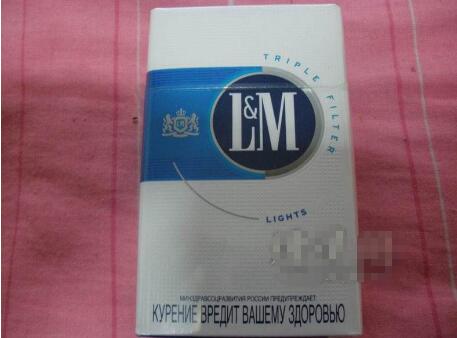 TRIPLE FILTER
L&M
LIGHTS
МИНЗДРАВСОЦРАЗВИТИЯ РОССИИ ПРЕДУПРЕЖДАЕТ:
КУРЕНИЕ ВРЕДИТ ВАШЕМУ ЗДОРОВЬЮ